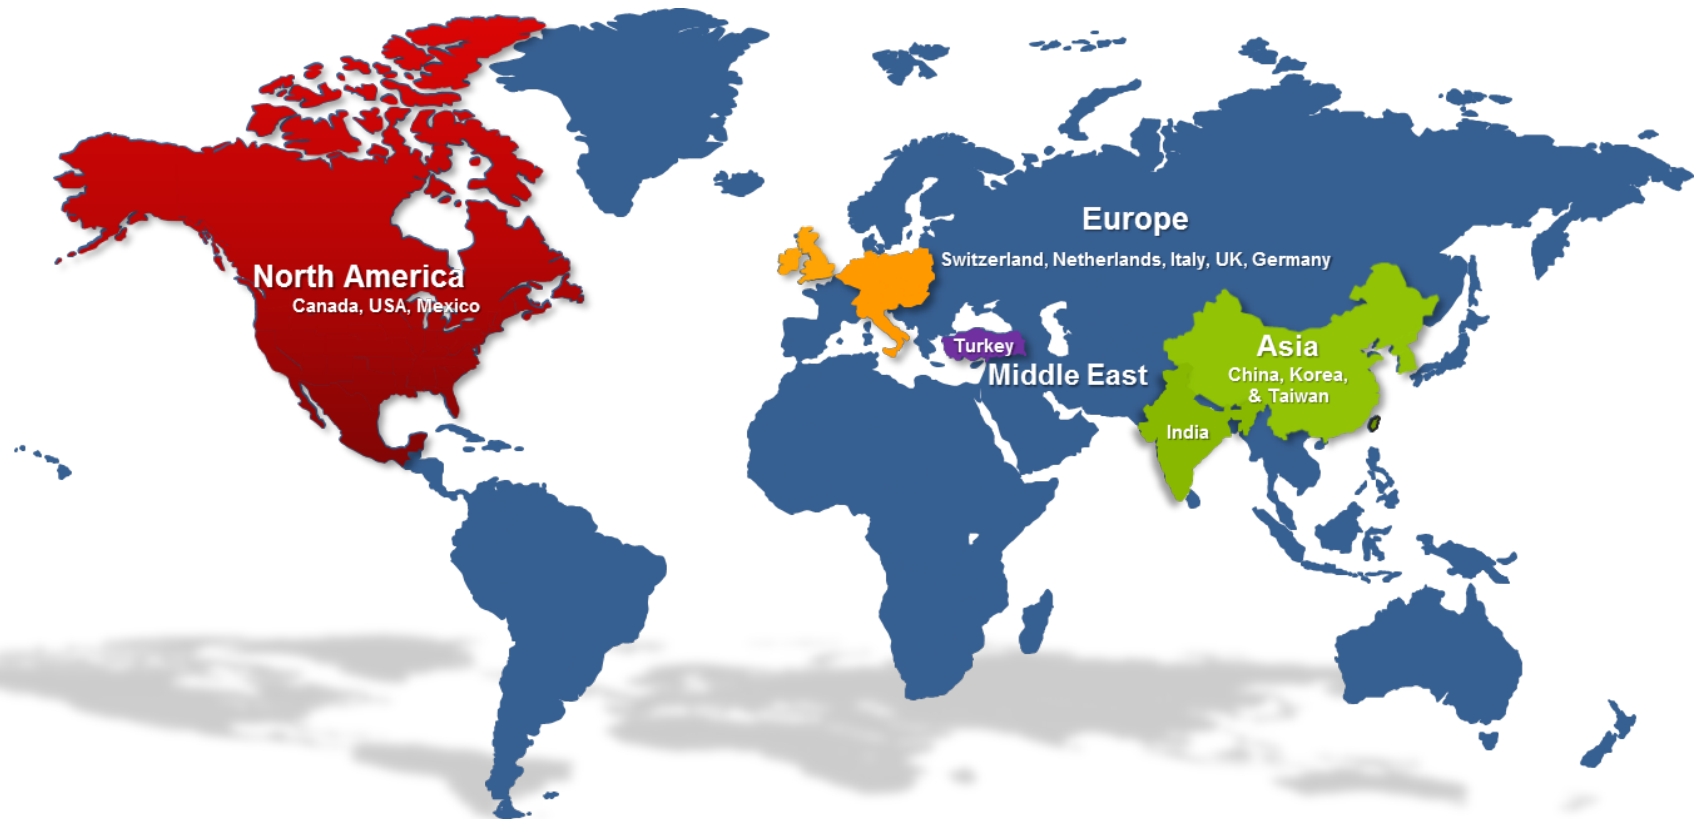 North America
Canada, USA, Mexico
Europe
Switzerland, Netherlands, Italy, UK, Germany
Turkey
Middle East
Asia
China, Korea,
& Taiwan
India